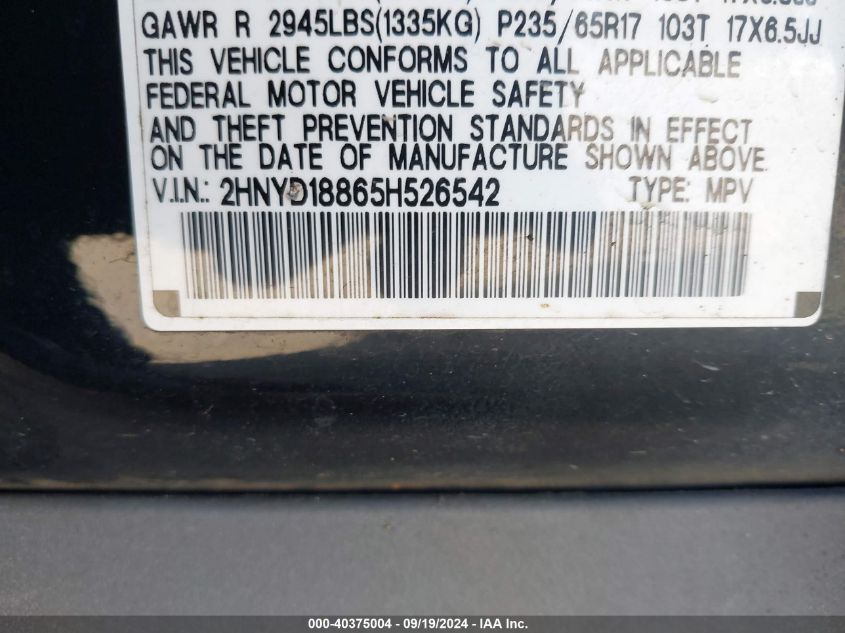 GAWR R 2945LBS(1335KG) P235/65R17 103T 17X6.5JJ
THIS VEHICLE CONFORMS TO ALL APPLICABLE
FEDERAL MOTOR VEHICLE SAFETY
AND THEFT PREVENTION STANDARDS IN EFFECT
ON THE DATE OF MANUFACTURE SHOWN ABOVE.
V.I.N.: 2HNYD18865H526542 TYPE: MPV
000-40375004 - 09/19/2024 - IMPACTAUTO.CA